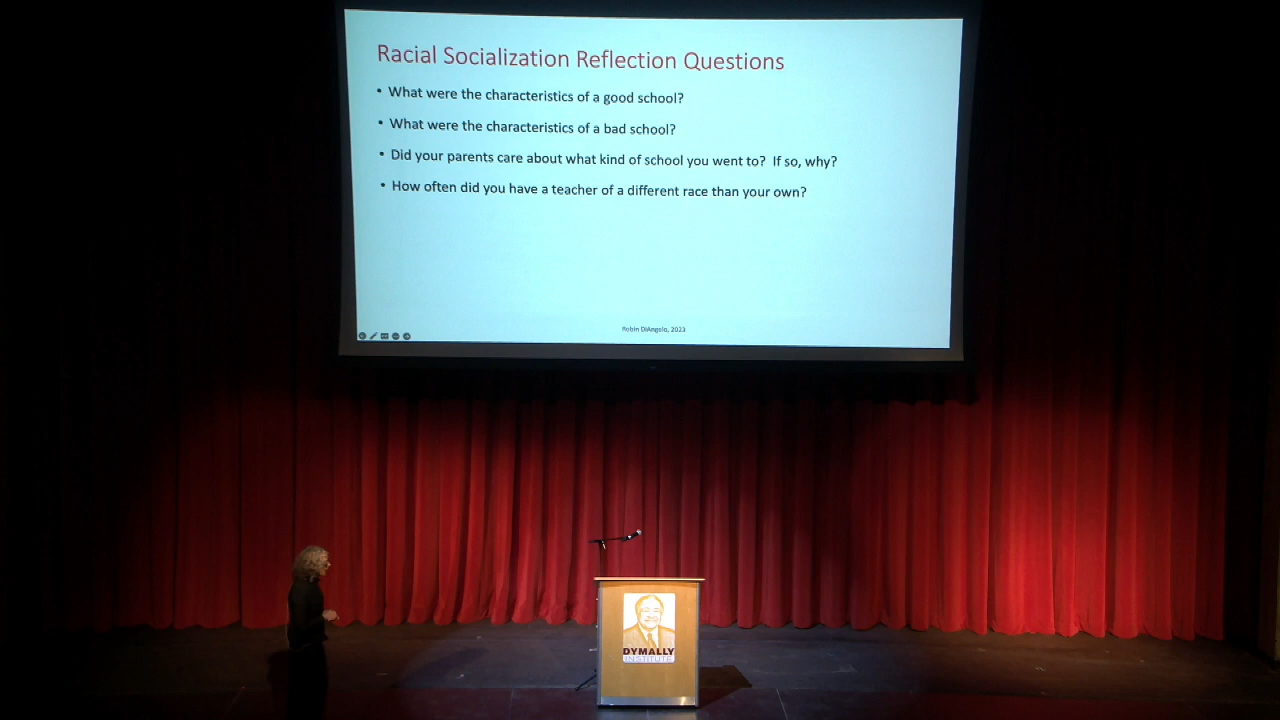 Racial Socialization Reflection Questions
• What were the characteristics of a good school?
• What were the characteristics of a bad school?
• Did your parents care about what kind of school you went to? If so, why?
• How often did you have a teacher of a different race than your own?
Robin DiAngelo, 2023
DYMALLY
INSTITUTE